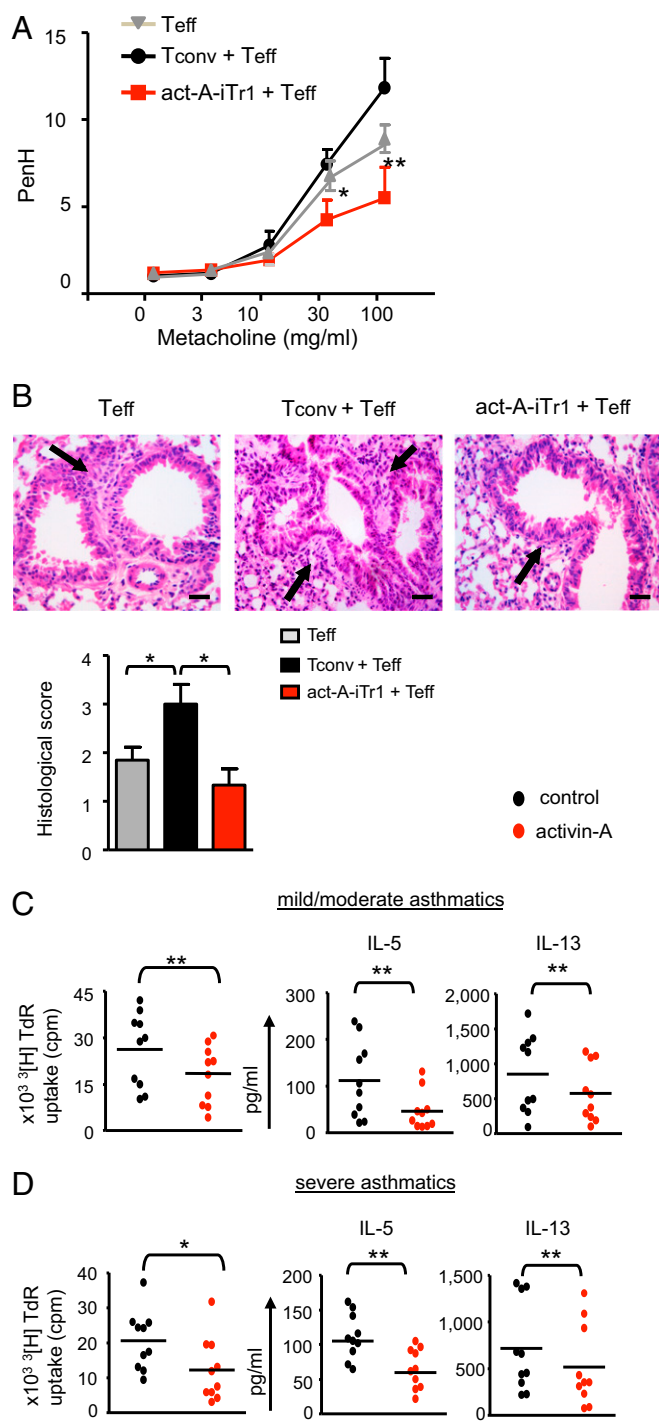 A
Teff
Tconv + Teff
act-A-iTr1 + Teff
15
10
5
0
PenH
*
**
0 3 10 30 100
Metacholine (mg/ml)
B
Teff Tconv + Teff act-A-iTr1 + Teff
Teff
Tconv + Teff
act-A-iTr1 + Teff
4
3
2
1
0
Histological score
* *
control
activin-A
C
mild/moderate asthmatics
IL-5 IL-13
** ** **
x10³ ³[H] TdR
uptake (cpm)
45
30
15
0
pg/ml
300
200
100
0
2,000
1,500
1,000
500
0
D
severe asthmatics
IL-5 IL-13
* ** **
x10³ ³[H] TdR
uptake (cpm)
40
30
20
10
0
pg/ml
200
150
100
50
0
1,500
1,000
500
0